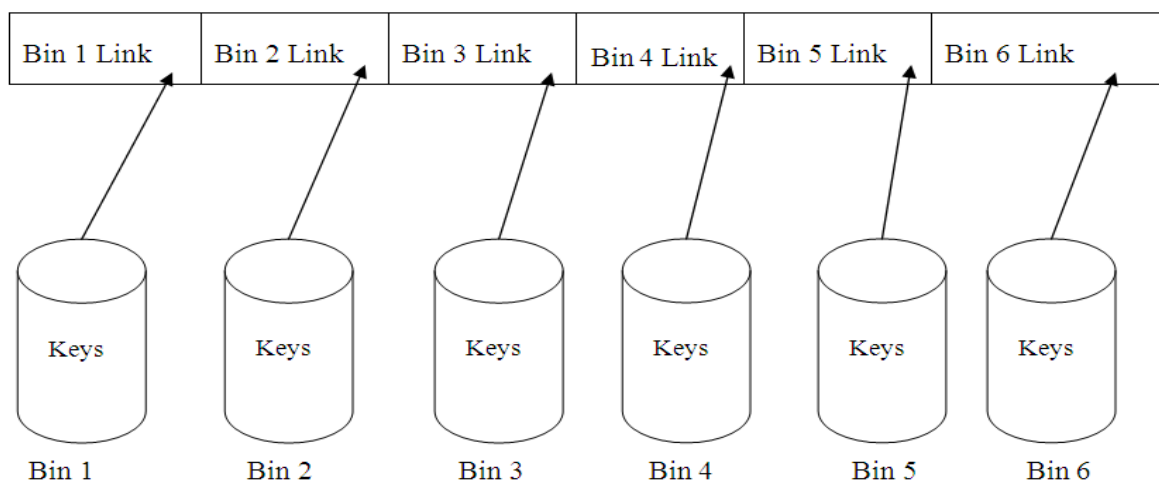 Bin 1 Link Bin 2 Link Bin 3 Link Bin 4 Link Bin 5 Link Bin 6 Link
Keys Keys Keys Keys Keys Keys
Bin 1 Bin 2 Bin 3 Bin 4 Bin 5 Bin 6